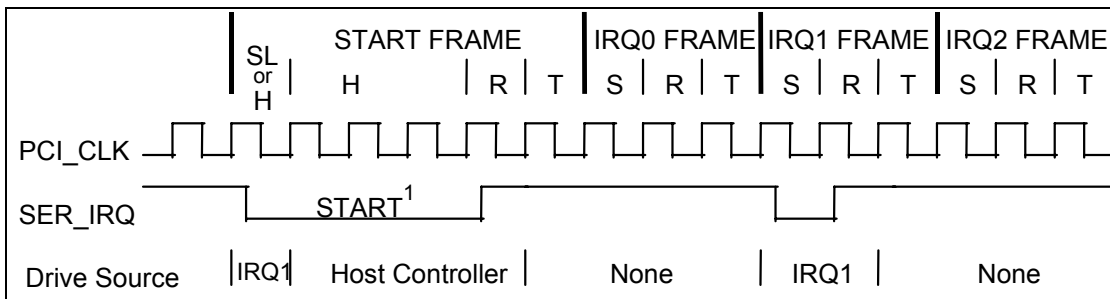 START FRAME IRQ0 FRAME IRQ1 FRAME IRQ2 FRAME
SL
or
H
H R T S R T S R T S R T
PCI_CLK
SER_IRQ START1
Drive Source IRQ1 Host Controller None IRQ1 None